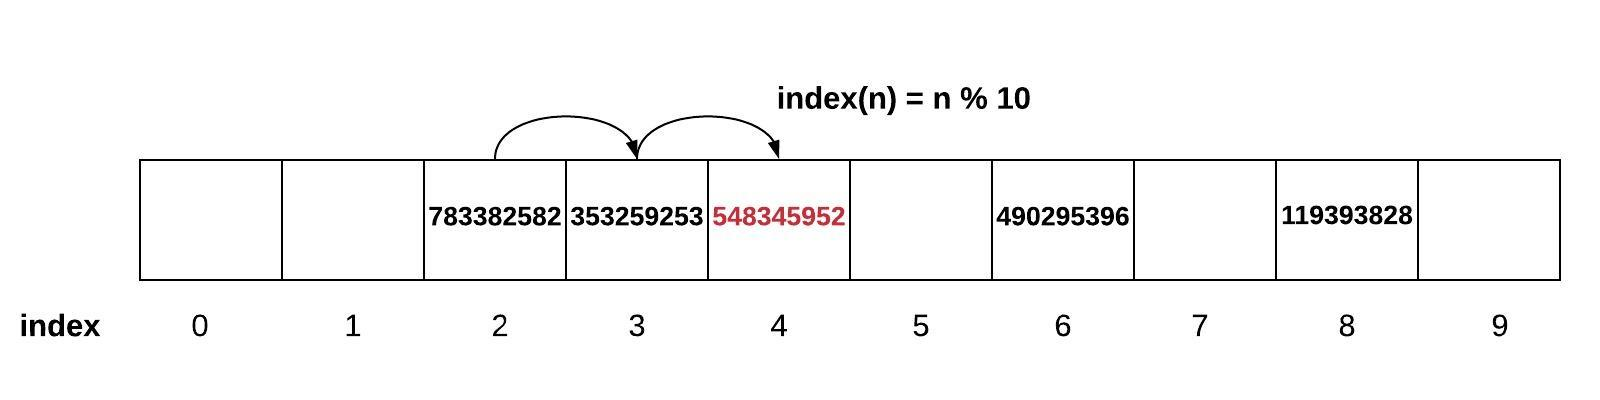 index(n) = n % 10
783382582 353259253 548345952 490295396 119393828
index 0 1 2 3 4 5 6 7 8 9